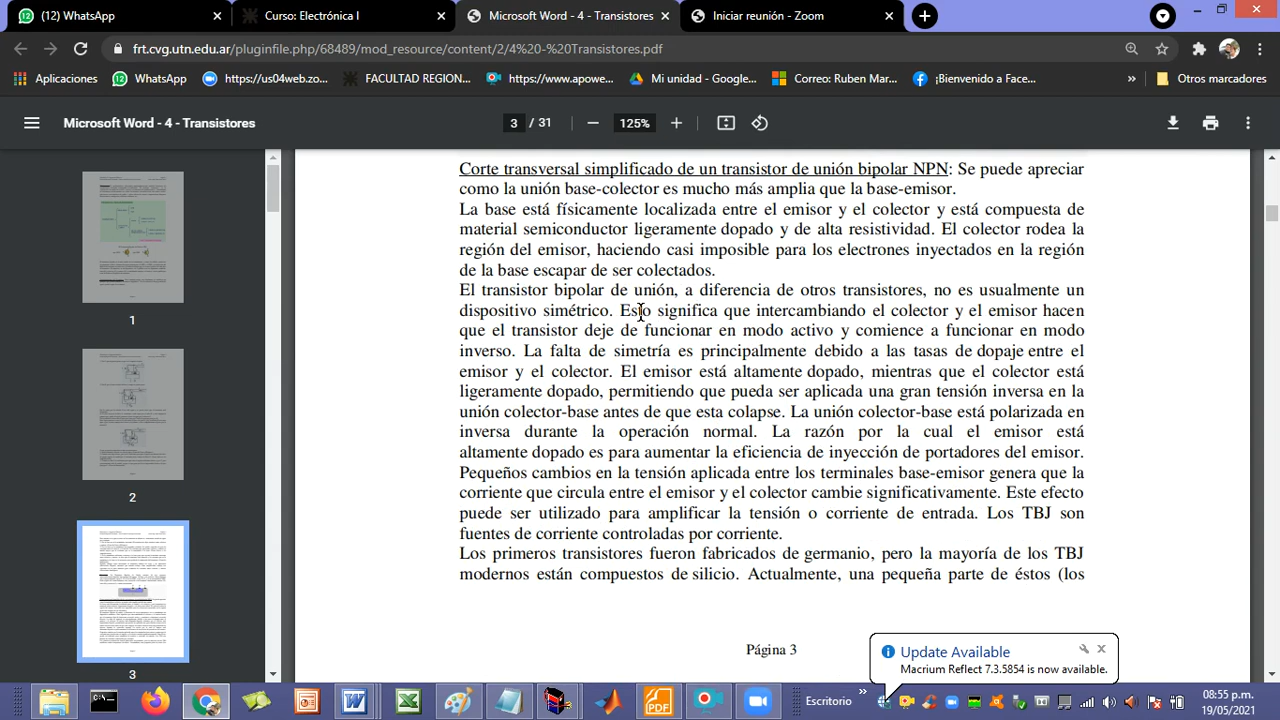 (12) WhatsApp
Curso: Electrónica I
Microsoft Word - 4 - Transistores
Iniciar reunión - Zoom
frt.cvg.utn.edu.ar/pluginfile.php/68489/mod_resource/content/2/4%20-%20Transistores.pdf
Aplicaciones
WhatsApp
https://us04web.zo...
FACULTAD REGION...
https://www.apowe...
Mi unidad - Google...
Correo: Ruben Mar...
¡Bienvenido a Face...
»
Otros marcadores
Microsoft Word - 4 - Transistores
3 / 31
125%
1
2
3
Corte transversal simplificado de un transistor de unión bipolar NPN: Se puede apreciar
como la unión base-colector es mucho más amplia que la base-emisor.
La base está físicamente localizada entre el emisor y el colector y está compuesta de
material semiconductor ligeramente dopado y de alta resistividad. El colector rodea la
región del emisor, haciendo casi imposible para los electrones inyectados en la región
de la base escapar de ser colectados.
El transistor bipolar de unión, a diferencia de otros transistores, no es usualmente un
dispositivo simétrico. Esto significa que intercambiando el colector y el emisor hacen
que el transistor deje de funcionar en modo activo y comience a funcionar en modo
inverso. La falta de simetría es principalmente debido a las tasas de dopaje entre el
emisor y el colector. El emisor está altamente dopado, mientras que el colector está
ligeramente dopado, permitiendo que pueda ser aplicada una gran tensión inversa en la
unión colector-base antes de que esta colapse. La unión colector-base está polarizada en
inversa durante la operación normal. La razón por la cual el emisor está
altamente dopado es para aumentar la eficiencia de inyección de portadores del emisor.
Pequeños cambios en la tensión aplicada entre los terminales base-emisor genera que la
corriente que circula entre el emisor y el colector cambie significativamente. Este efecto
puede ser utilizado para amplificar la tensión o corriente de entrada. Los TBJ son
fuentes de corriente controladas por corriente.
Los primeros transistores fueron fabricados de germanio, pero la mayoría de los TBJ
modernos están compuestos de silicio. Actualmente, una pequeña parte de éstos (los
Página 3
Update Available
Macrium Reflect 7.3.5854 is now available.
Escritorio
»
08:55 p.m.
19/05/2021